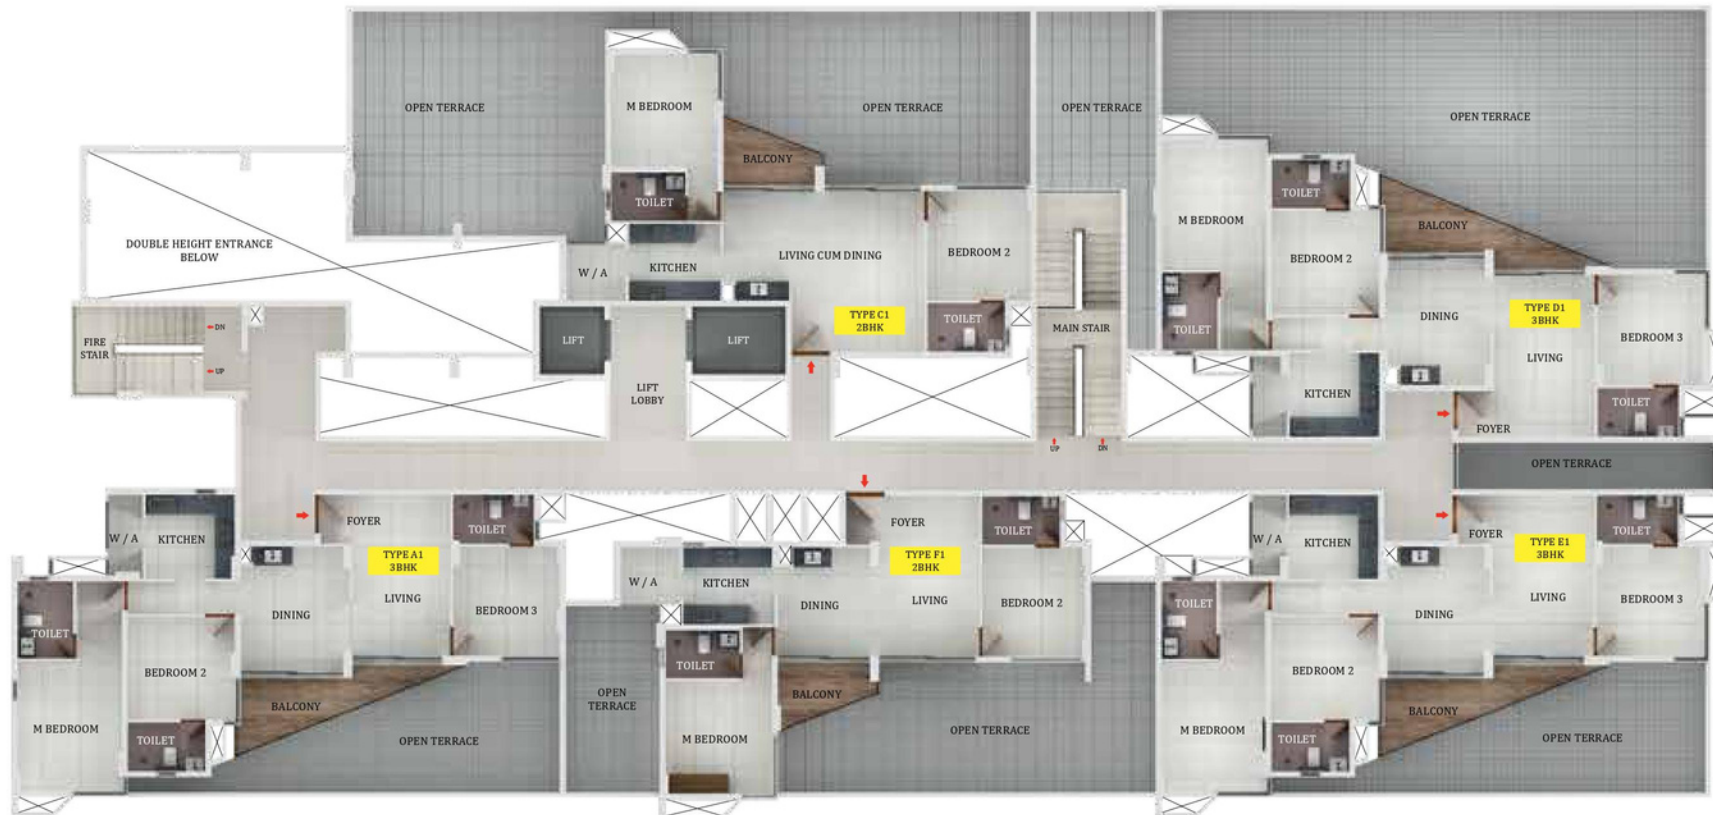 OPEN TERRACE
M BEDROOM
OPEN TERRACE
OPEN TERRACE
OPEN TERRACE
BALCONY
TOILET
TOILET
M BEDROOM
BALCONY
DOUBLE HEIGHT ENTRANCE
BELOW
LIVING CUM DINING
BEDROOM 2
BEDROOM 2
W / A
KITCHEN
TYPE C1
2BHK
TOILET
TYPE D1
3BHK
DINING
DN
FIRE
STAIR
LIFT
LIFT
MAIN STAIR
TOILET
BEDROOM 3
LIVING
UP
LIFT
LOBBY
KITCHEN
TOILET
FOYER
UP
DN
OPEN TERRACE
FOYER
TOILET
FOYER
TOILET
FOYER
TOILET
W / A
KITCHEN
W / A
KITCHEN
TYPE A1
3BHK
TYPE F1
2BHK
TYPE E1
3BHK
W / A
KITCHEN
LIVING
BEDROOM 3
DINING
LIVING
BEDROOM 2
TOILET
LIVING
BEDROOM 3
TOILET
DINING
DINING
BEDROOM 2
TOILET
BEDROOM 2
BALCONY
OPEN
TERRACE
BALCONY
BALCONY
M BEDROOM
TOILET
OPEN TERRACE
M BEDROOM
OPEN TERRACE
M BEDROOM
TOILET
OPEN TERRACE